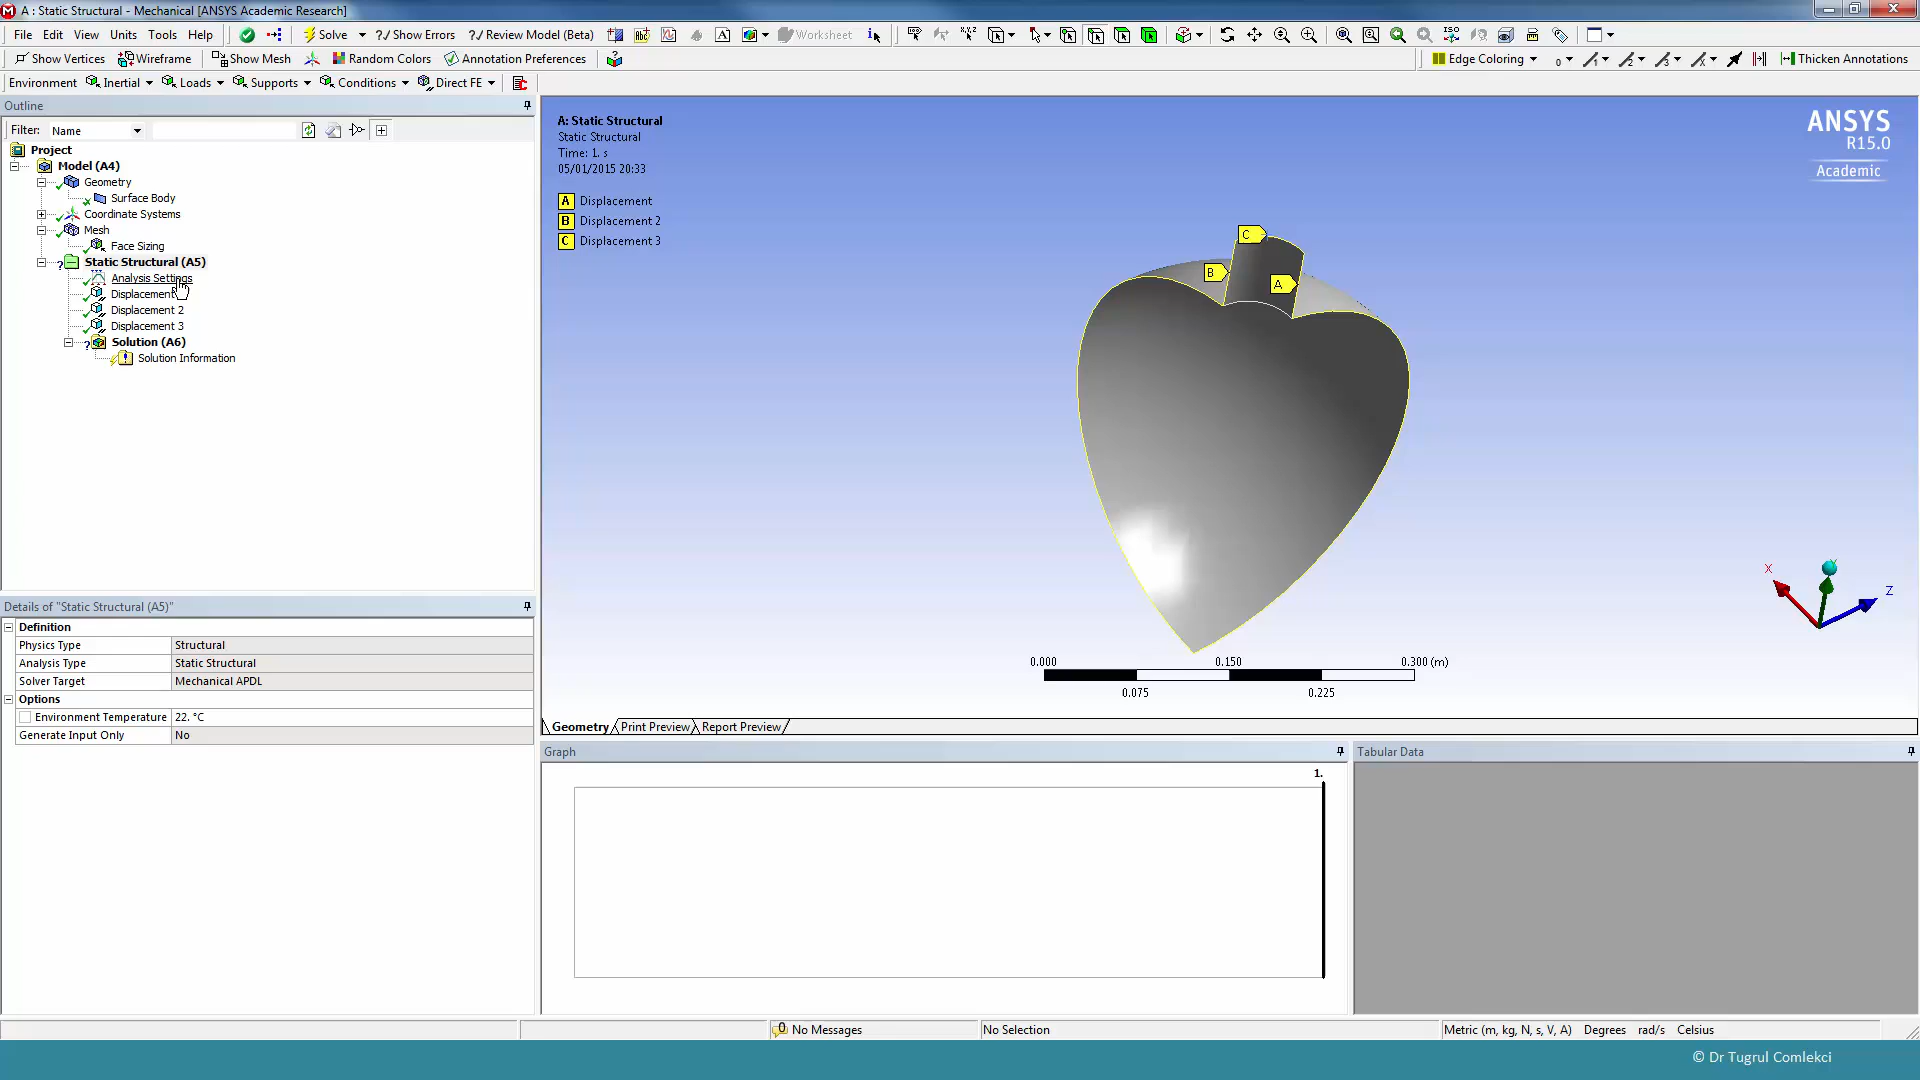 A : Static Structural - Mechanical [ANSYS Academic Research]
File Edit View Units Tools Help Solve ?/ Show Errors ?/ Review Model (Beta) Worksheet
Show Vertices Wireframe Show Mesh Random Colors Annotation Preferences Edge Coloring Thicken Annotations
Environment Inertial Loads Supports Conditions Direct FE
Outline
Filter: Name
Project
Model (A4)
Geometry
Surface Body
Coordinate Systems
Mesh
Face Sizing
Static Structural (A5)
Analysis Settings
Displacement
Displacement 2
Displacement 3
Solution (A6)
Solution Information
Details of "Static Structural (A5)"
Definition
Physics Type Structural
Analysis Type Static Structural
Solver Target Mechanical APDL
Options
Environment Temperature 22. °C
Generate Input Only No
A: Static Structural
Static Structural
Time: 1. s
05/01/2015 20:33
A Displacement
B Displacement 2
C Displacement 3
ANSYS
R15.0
Academic
C
B
A
X
Z
0.000 0.150 0.300 (m)
0.075 0.225
Geometry Print Preview Report Preview
Graph
1.
Tabular Data
0 No Messages No Selection Metric (m, kg, N, s, V, A) Degrees rad/s Celsius
© Dr Tugrul Comlekci